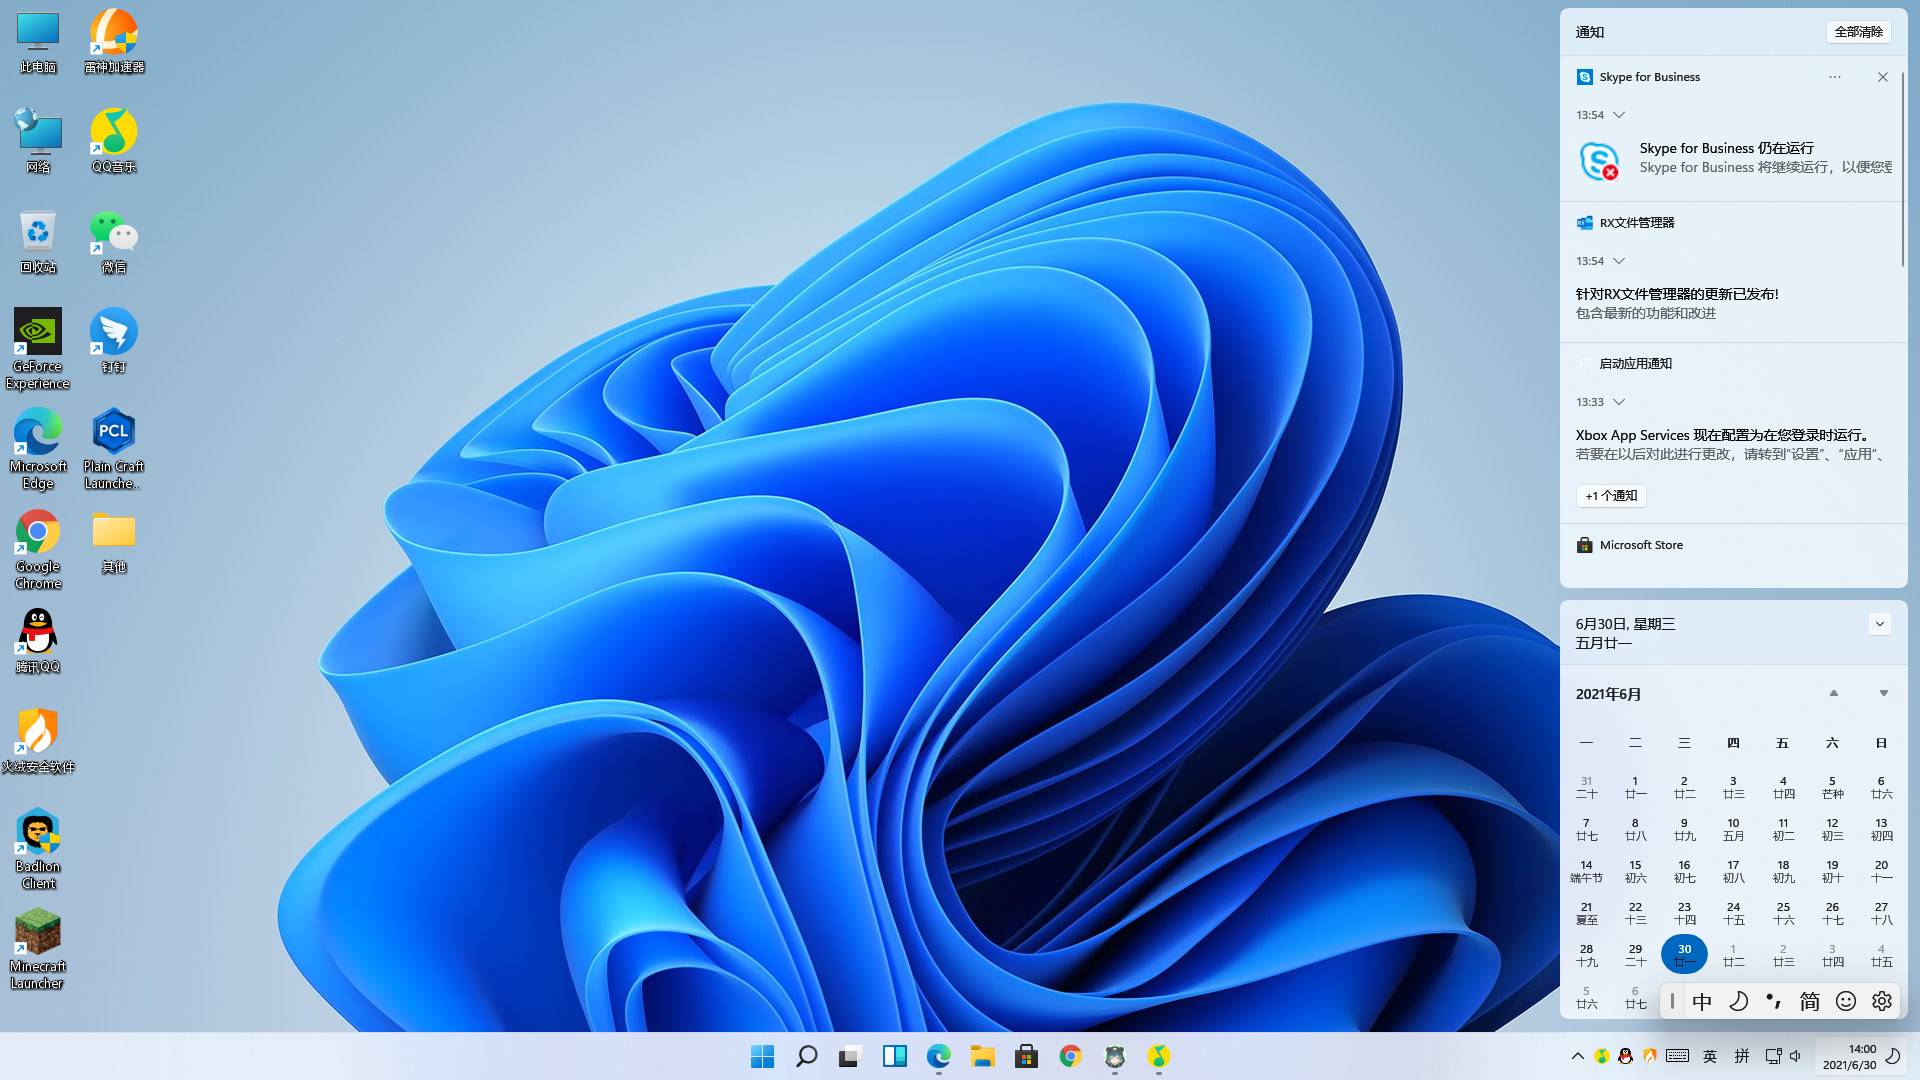 此电脑
雷神加速器
网络
QQ音乐
回收站
微信
GeForce
Experience
钉钉
Microsoft
Edge
PCL
Plain Craft
Launche...
Google
Chrome
其他
腾讯QQ
火绒安全软件
Badlion
Client
Minecraft
Launcher
通知
全部清除
Skype for Business
13:54
Skype for Business 仍在运行
Skype for Business 将继续运行，以便您
RX文件管理器
13:54
针对RX文件管理器的更新已发布!
包含最新的功能和改进
启动应用通知
13:33
Xbox App Services 现在配置为在您登录时运行。
若要在以后对此进行更改，请转到“设置”、“应用”、
+1 个通知
Microsoft Store
6月30日, 星期三
五月廿一
2021年6月
一 二 三 四 五 六 日
31 1 2 3 4 5 6
二十 廿一 廿二 廿三 廿四 芒种 廿六
7 8 9 10 11 12 13
廿七 廿八 廿九 五月 初二 初三 初四
14 15 16 17 18 19 20
端午节 初六 初七 初八 初九 初十 十一
21 22 23 24 25 26 27
夏至 十三 十四 十五 十六 十七 十八
28 29 30 1 2 3 4
十九 二十 廿一 廿二 廿三 廿四 廿五
5 6
廿六 廿七
中 简
英 拼
14:00
2021/6/30